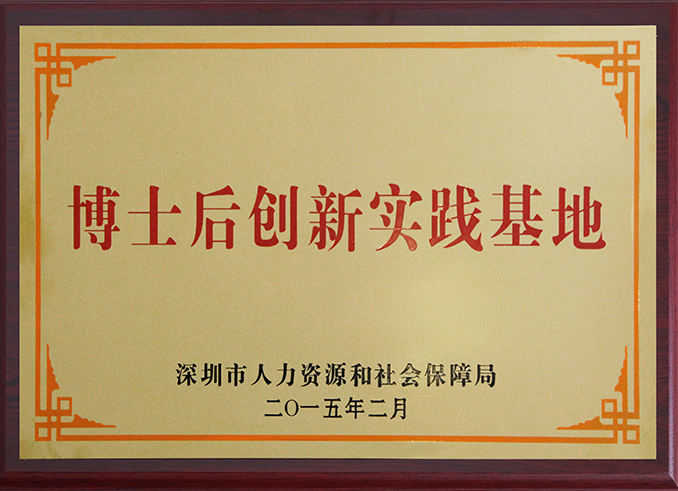 博士后创新实践基地
深圳市人力资源和社会保障局
二〇一五年二月